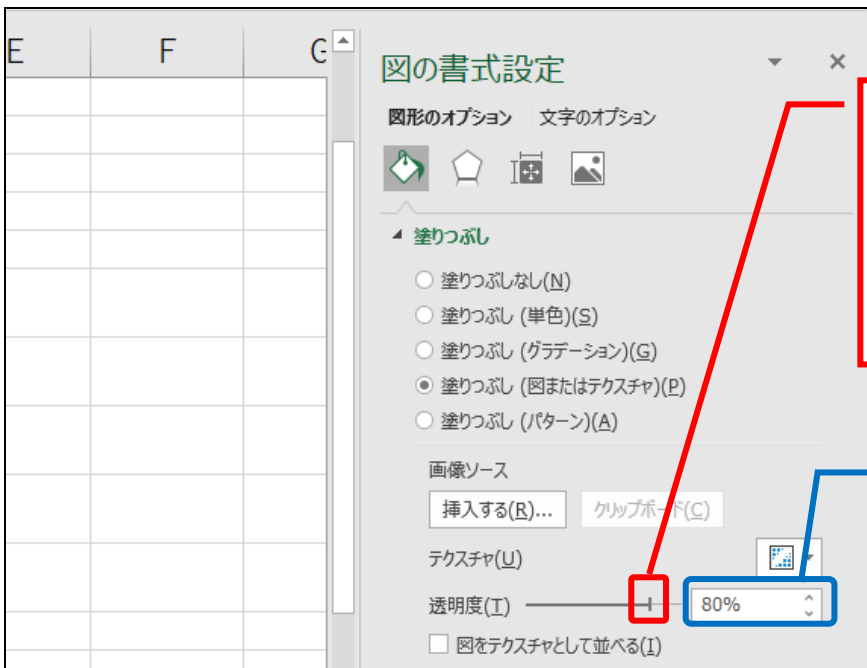 E F G
図の書式設定
図形のオプション 文字のオプション
塗りつぶし
塗りつぶしなし(N)
塗りつぶし (単色)(S)
塗りつぶし (グラデーション)(G)
塗りつぶし (図またはテクスチャ)(P)
塗りつぶし (パターン)(A)
画像ソース
挿入する(R)... クリップボード(C)
テクスチャ(U)
透明度(T) 80%
図をテクスチャとして並べる(I)